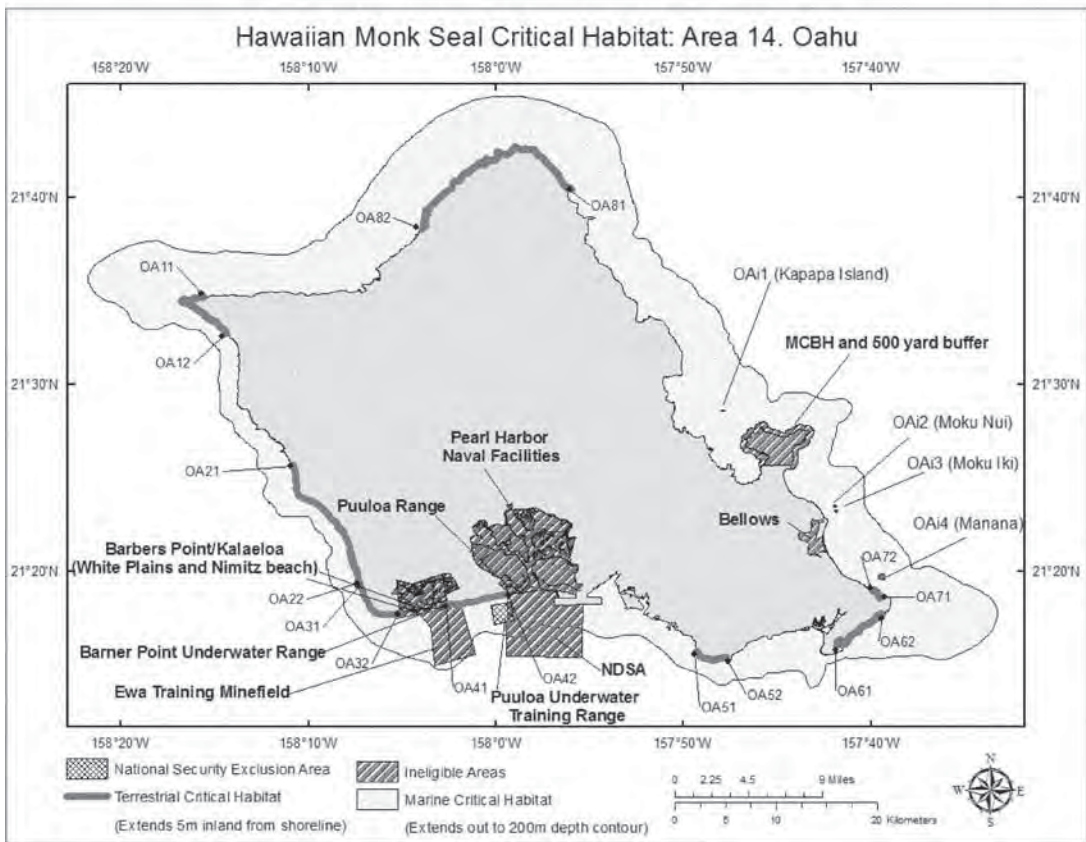 Hawaiian Monk Seal Critical Habitat: Area 14. Oahu
158°20'W 158°10'W 158°0'W 157°50'W 157°40'W
21°40'N 21°40'N
OA82 OA81
OA11
OAi1 (Kapapa Island)
MCBH and 500 yard buffer
OA12
21°30'N 21°30'N
OAi2 (Moku Nui)
Pearl Harbor
Naval Facilities
OA21
OAi3 (Moku Iki)
Puuloa Range
Bellows
OAi4 (Manana)
Barbers Point/Kalaeloa
(White Plains and Nimitz beach)
OA72
21°20'N 21°20'N
OA22
OA71
OA31
OA62
Barner Point Underwater Range
OA32
NDSA
OA41 OA42
Ewa Training Minefield
Puuloa Underwater
Training Range
OA51 OA52 OA61
158°20'W 158°10'W 158°0'W 157°50'W 157°40'W
National Security Exclusion Area
Ineligible Areas
Terrestrial Critical Habitat
(Extends 5m inland from shoreline)
Marine Critical Habitat
(Extends out to 200m depth contour)
0 2.25 4.5 9 Miles
0 5 10 20 Kilometers
N
W E
S